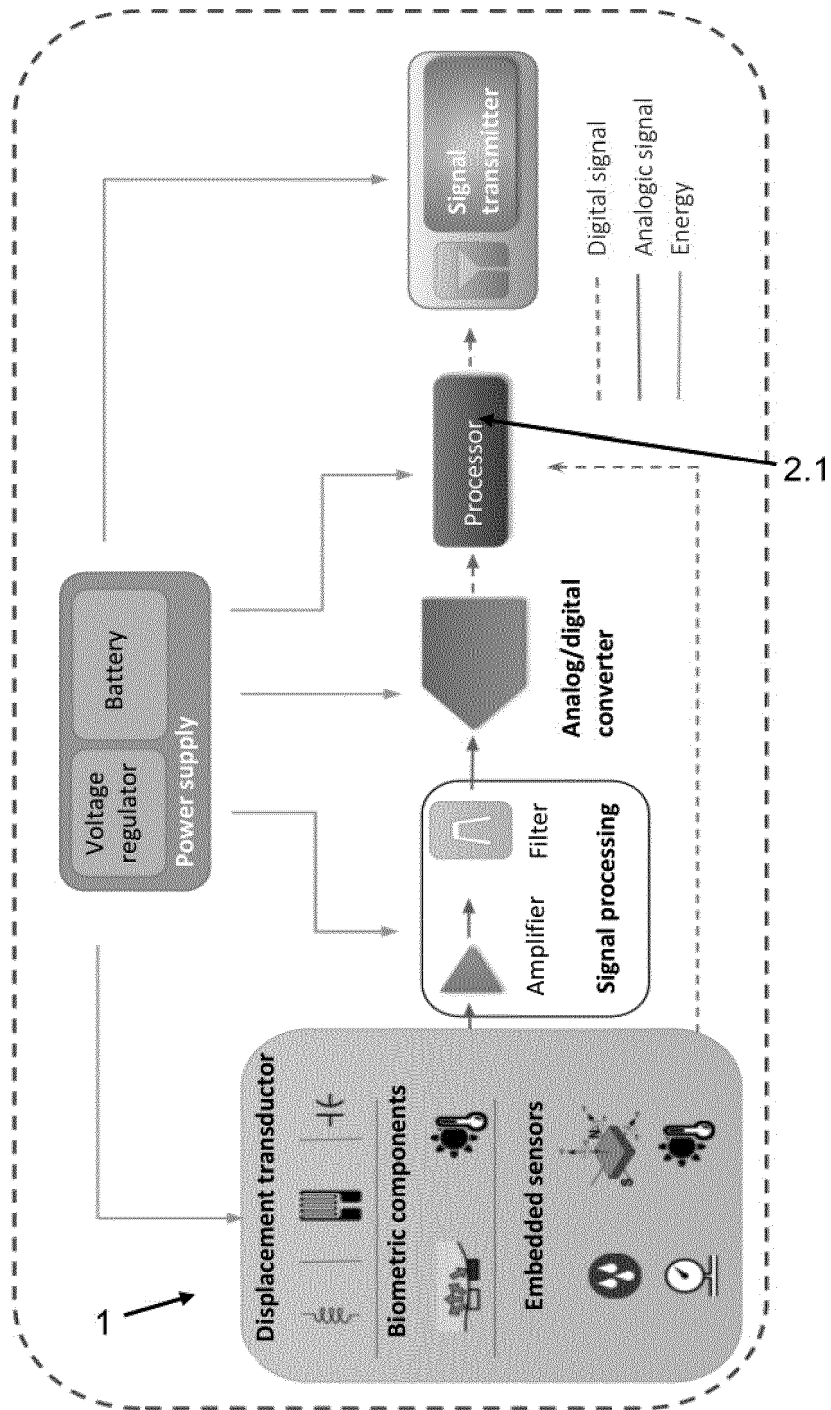 Voltage
regulator
Battery
Power supply
1
Displacement transductor
Biometric components
Embedded sensors
N
S
Amplifier
Filter
Signal processing
Analog/digital
converter
Processor
Signal
transmitter
2.1
Digital signal
Analogic signal
Energy